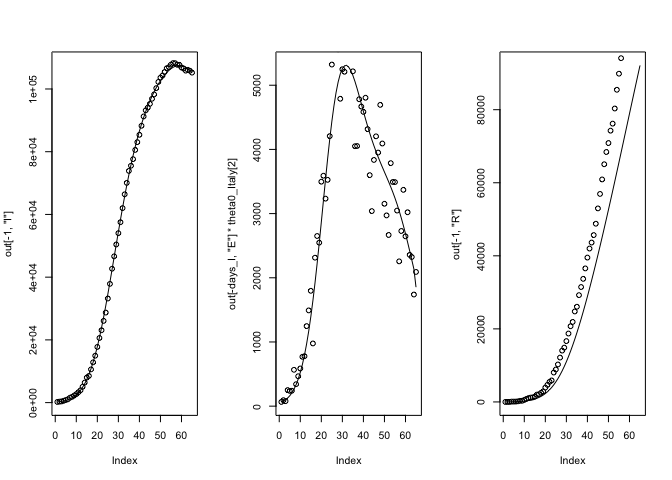 out[-1, "I"]
0e+00
2e+04
4e+04
6e+04
8e+04
1e+05
0 10 20 30 40 50 60
Index
out[-days_I, "E"] * theta0_Italy[2]
0
1000
2000
3000
4000
5000
0 10 20 30 40 50 60
Index
out[-1, "R"]
0
20000
40000
60000
80000
0 10 20 30 40 50 60
Index